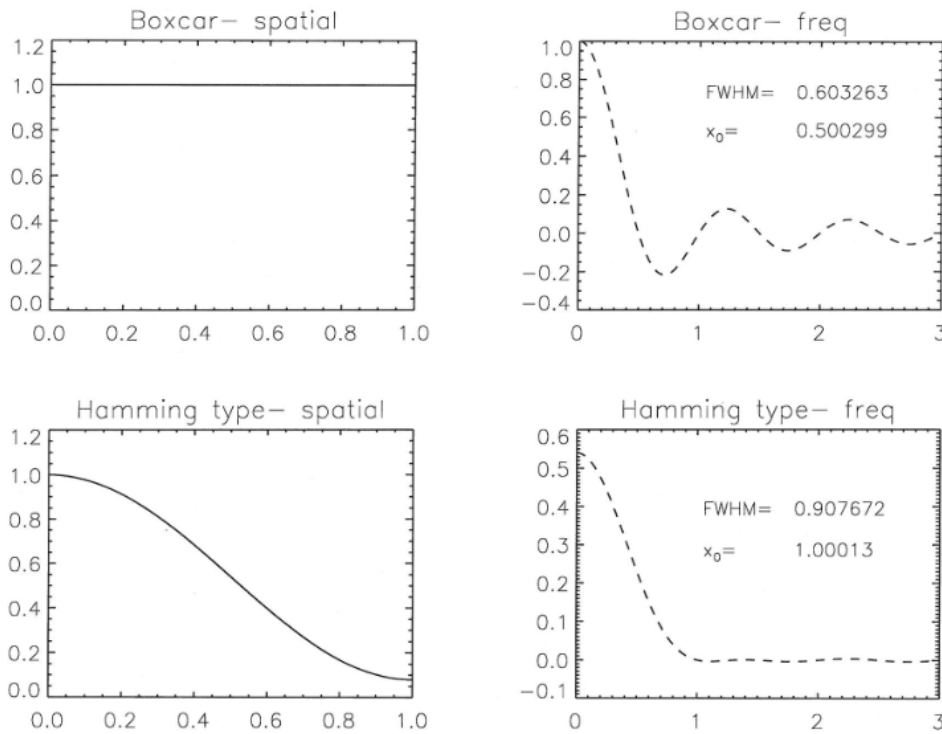 Boxcar– spatial
1.2
1.0
0.8
0.6
0.4
0.2
0.0
0.0 0.2 0.4 0.6 0.8 1.0
Boxcar– freq
1.0
0.8
0.6
0.4
0.2
0.0
−0.2
−0.4
0 1 2 3
FWHM= 0.603263
x₀= 0.500299
Hamming type– spatial
1.2
1.0
0.8
0.6
0.4
0.2
0.0
0.0 0.2 0.4 0.6 0.8 1.0
Hamming type– freq
0.6
0.5
0.4
0.3
0.2
0.1
0.0
−0.1
0 1 2 3
FWHM= 0.907672
x₀= 1.00013